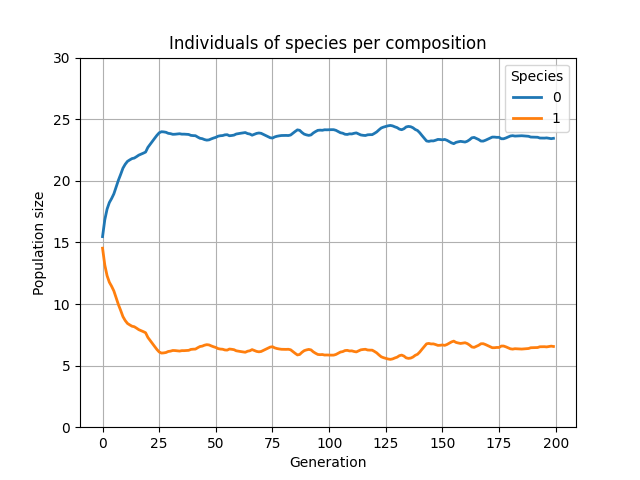 Individuals of species per composition
Species
0
1
Population size
30
25
20
15
10
5
0
0 25 50 75 100 125 150 175 200
Generation